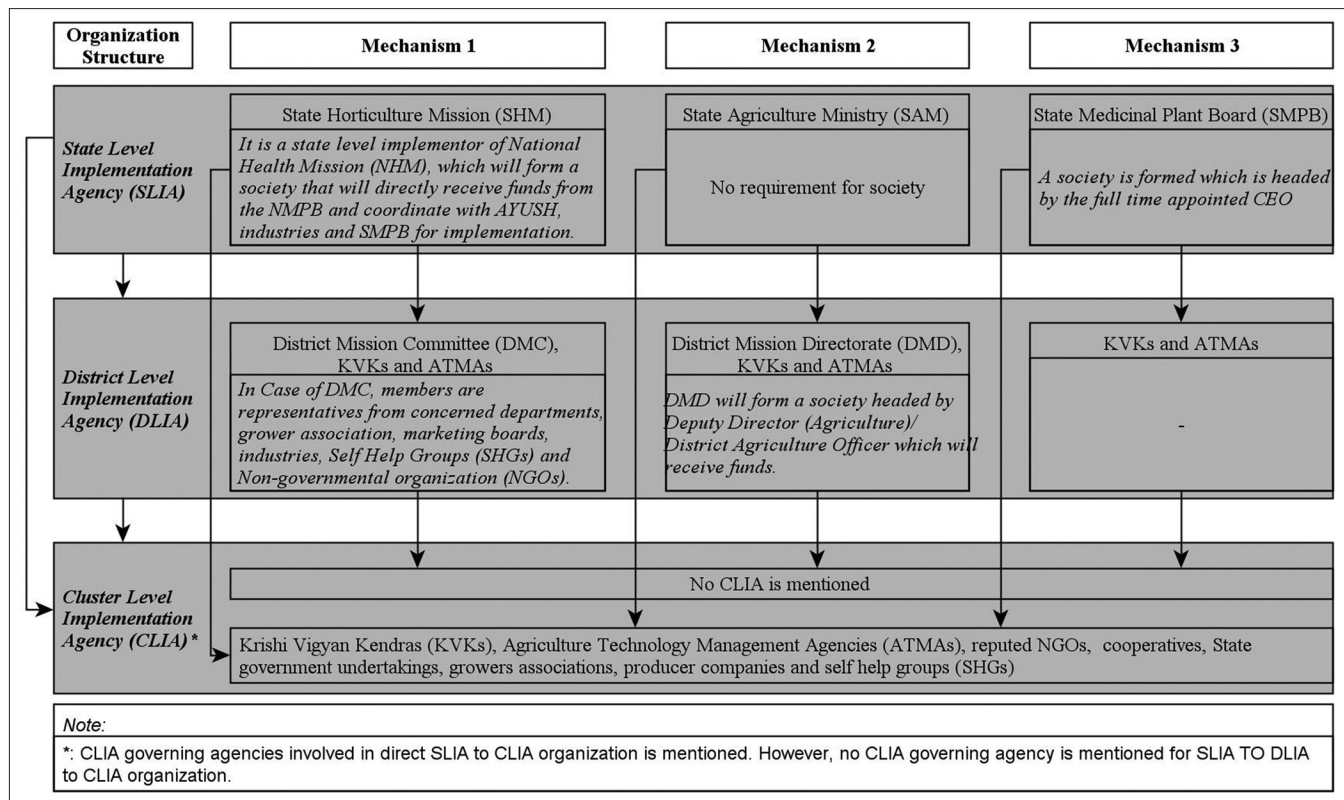 Organization
Structure
Mechanism 1
Mechanism 2
Mechanism 3
State Level
Implementation
Agency (SLIA)
State Horticulture Mission (SHM)
It is a state level implementor of National
Health Mission (NHM), which will form a
society that will directly receive funds from
the NMPB and coordinate with AYUSH,
industries and SMPB for implementation.
State Agriculture Ministry (SAM)
No requirement for society
State Medicinal Plant Board (SMPB)
A society is formed which is headed
by the full time appointed CEO
District Level
Implementation
Agency (DLIA)
District Mission Committee (DMC),
KVKs and ATMAs
In Case of DMC, members are
representatives from concerned departments,
grower association, marketing boards,
industries, Self Help Groups (SHGs) and
Non-governmental organization (NGOs).
District Mission Directorate (DMD),
KVKs and ATMAs
DMD will form a society headed by
Deputy Director (Agriculture)/
District Agriculture Officer which will
receive funds.
KVKs and ATMAs
-
Cluster Level
Implementation
Agency (CLIA)*
No CLIA is mentioned
Krishi Vigyan Kendras (KVKs), Agriculture Technology Management Agencies (ATMAs), reputed NGOs, cooperatives, State
government undertakings, growers associations, producer companies and self help groups (SHGs)
Note:
*: CLIA governing agencies involved in direct SLIA to CLIA organization is mentioned. However, no CLIA governing agency is mentioned for SLIA TO DLIA
to CLIA organization.